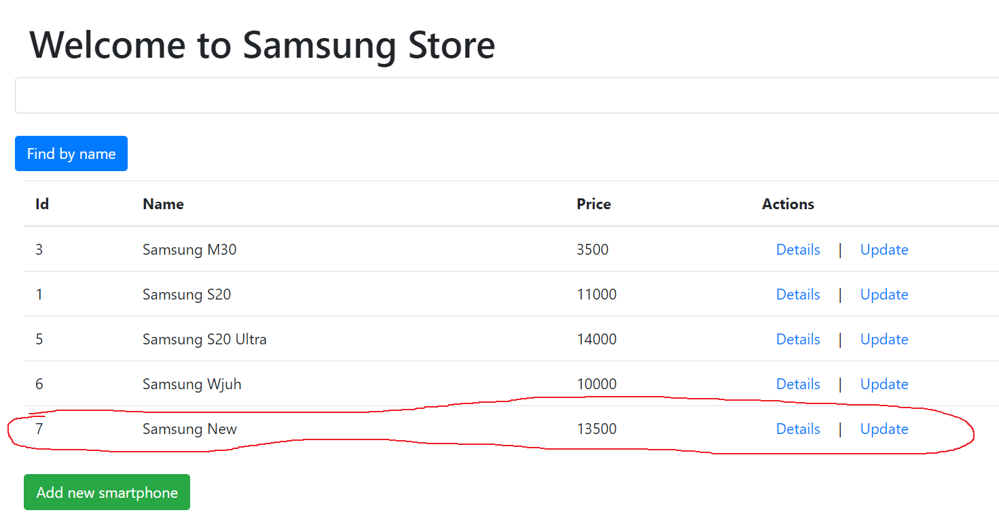 Welcome to Samsung Store
Find by name
Id Name Price Actions
3 Samsung M30 3500 Details | Update
1 Samsung S20 11000 Details | Update
5 Samsung S20 Ultra 14000 Details | Update
6 Samsung Wjuh 10000 Details | Update
7 Samsung New 13500 Details | Update
Add new smartphone